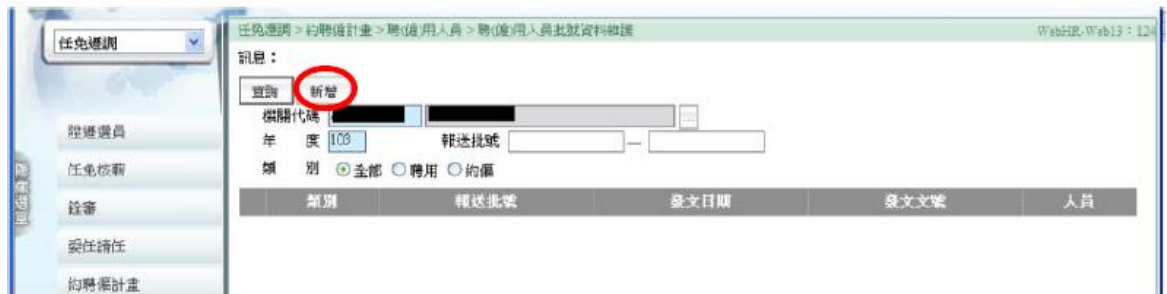 任免遷調
任免遷調 > 約聘僱計畫 > 聘(僱)用人員 > 聘(僱)用人員批號資料維護
WebHR-Web13：124
訊息：
查詢 新增
機關代碼
年 度 103 報送批號 —
類 別 全部 聘用 約僱
類別 報送批號 發文日期 發文文號 人員
陞遷選員
任免核薪
銓審
委任請任
約聘僱計畫